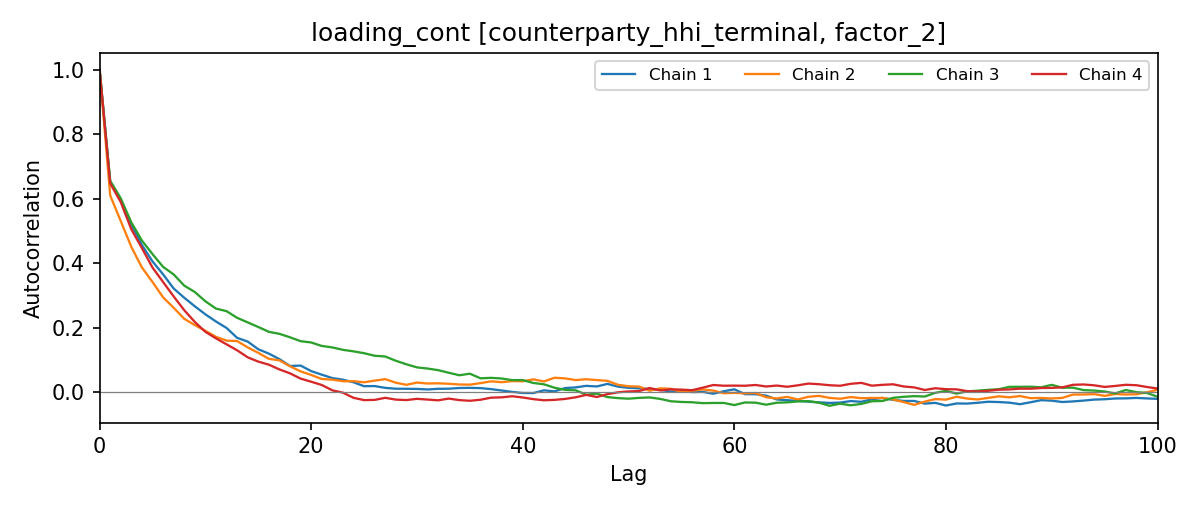 loading_cont [counterparty_hhi_terminal, factor_2]
Chain 1 Chain 2 Chain 3 Chain 4
Autocorrelation
1.0
0.8
0.6
0.4
0.2
0.0
0 20 40 60 80 100
Lag